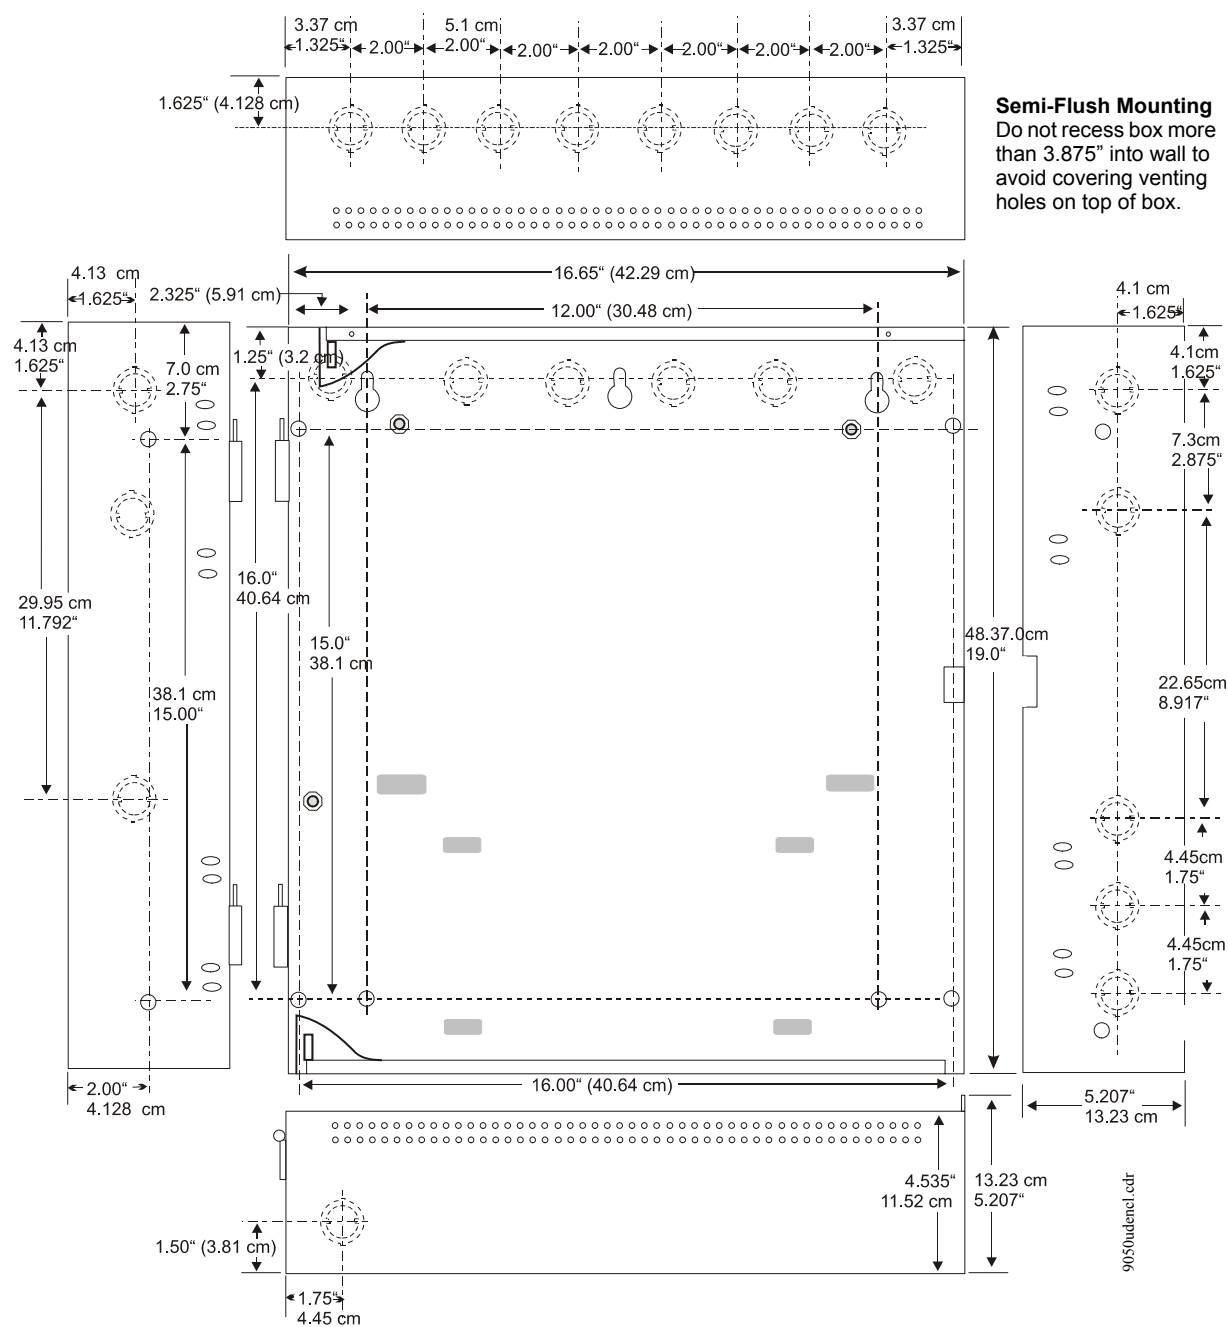 3.37 cm
1.325“
2.00“
5.1 cm
2.00“
2.00“
2.00“
2.00“
2.00“
2.00“
3.37 cm
1.325“
1.625“ (4.128 cm)
Semi-Flush Mounting
Do not recess box more
than 3.875” into wall to
avoid covering venting
holes on top of box.
16.65“ (42.29 cm)
12.00“ (30.48 cm)
4.13 cm
1.625“
2.325“ (5.91 cm)
4.13 cm
1.625“
7.0 cm
2.75“
1.25“ (3.2 cm)
4.1 cm
1.625“
4.1cm
1.625“
7.3cm
2.875“
29.95 cm
11.792“
16.0“
40.64 cm
15.0“
38.1 cm
38.1 cm
15.00“
48.37.0cm
19.0“
22.65cm
8.917“
4.45cm
1.75“
4.45cm
1.75“
2.00“
4.128 cm
16.00“ (40.64 cm)
5.207“
13.23 cm
4.535“
11.52 cm
13.23 cm
5.207“
1.50“ (3.81 cm)
1.75“
4.45 cm
9050udencl.cdr